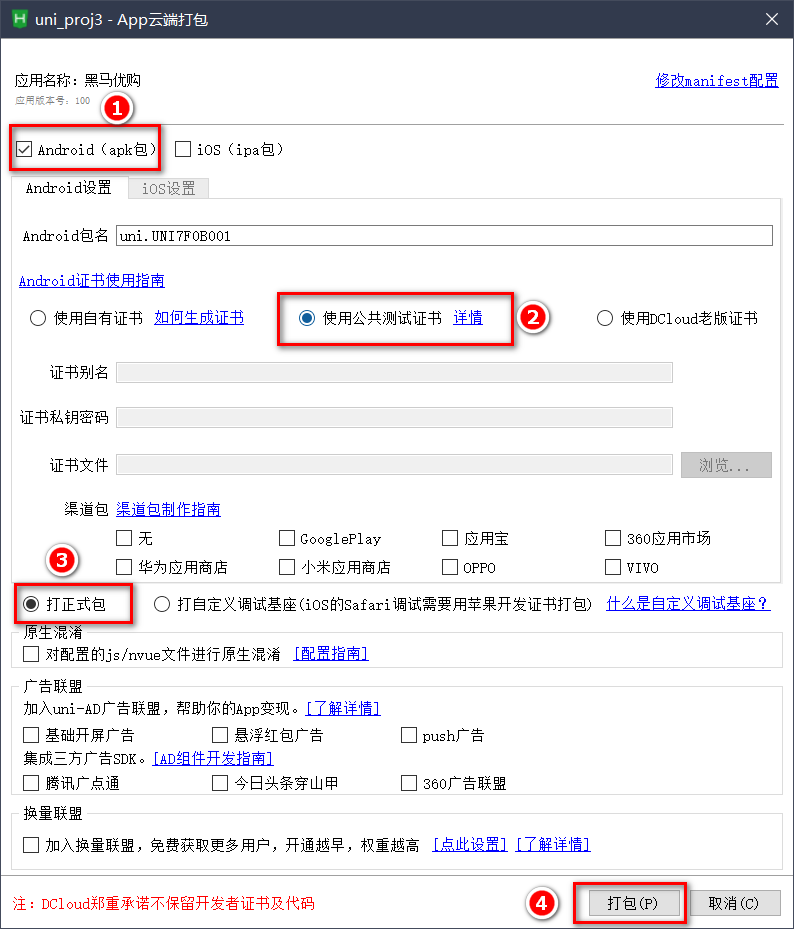 uni_proj3 - App云端打包
应用名称: 黑马优购
修改manifest配置
应用版本号: 100
1
Android（apk包） iOS（ipa包）
Android设置 iOS设置
Android包名 uni.UNI7F0B001
Android证书使用指南
使用自有证书 如何生成证书 使用公共测试证书 详情 2 使用DCloud老版证书
证书别名
证书私钥密码
证书文件 浏览...
渠道包 渠道包制作指南
无 GooglePlay 应用宝 360应用市场
华为应用商店 小米应用商店 OPPO VIVO
3
打正式包 打自定义调试基座(iOS的Safari调试需要用苹果开发证书打包) 什么是自定义调试基座？
原生混淆
对配置的js/nvue文件进行原生混淆 [配置指南]
广告联盟
加入uni-AD广告联盟，帮助你的App变现。[了解详情]
基础开屏广告 悬浮红包广告 push广告
集成三方广告SDK。[AD组件开发指南]
腾讯广点通 今日头条穿山甲 360广告联盟
换量联盟
加入换量联盟，免费获取更多用户，开通越早，权重越高 [点此设置] [了解详情]
注：DCloud郑重承诺不保留开发者证书及代码 4 打包(P) 取消(C)